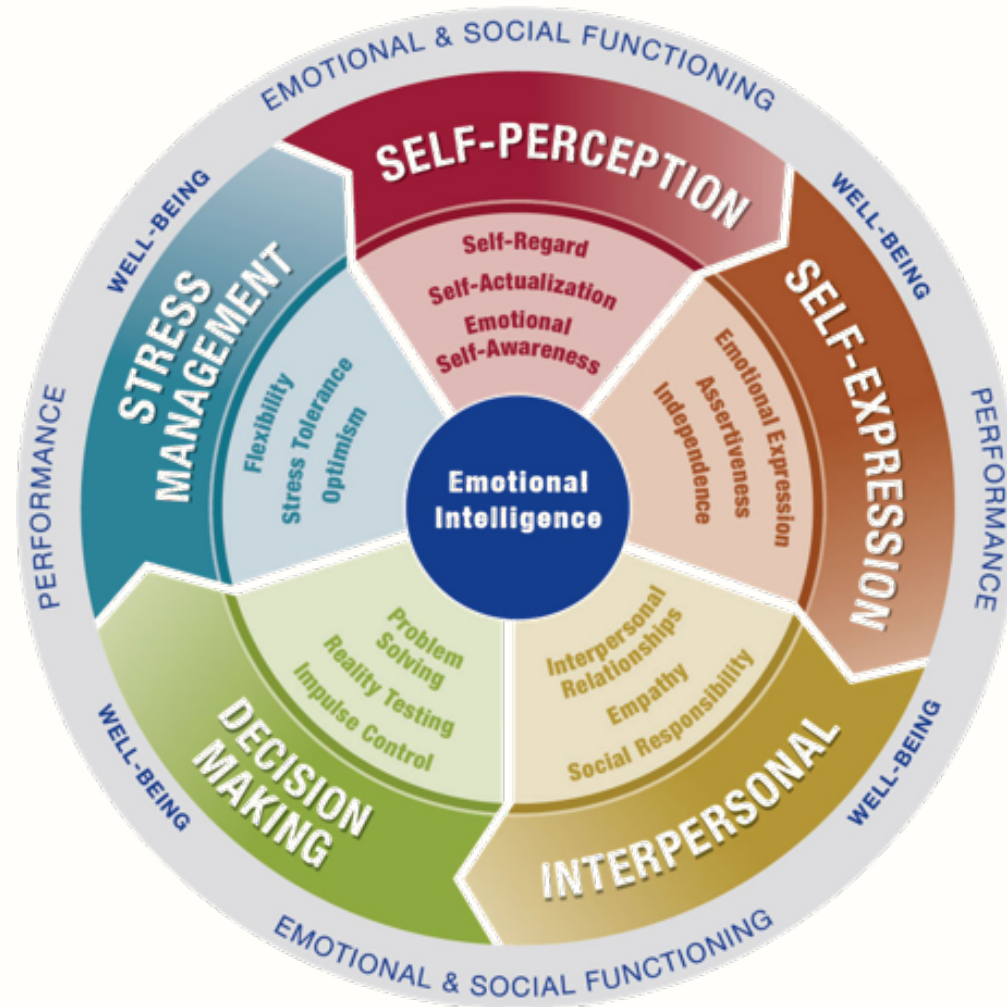 EMOTIONAL & SOCIAL FUNCTIONING
WELL-BEING
PERFORMANCE
WELL-BEING
EMOTIONAL & SOCIAL FUNCTIONING
WELL-BEING
PERFORMANCE
WELL-BEING
SELF-PERCEPTION
Self-Regard
Self-Actualization
Emotional
Self-Awareness
SELF-EXPRESSION
Emotional Expression
Assertiveness
Independence
INTERPERSONAL
Interpersonal
Relationships
Empathy
Social Responsibility
DECISION
MAKING
Problem
Solving
Reality Testing
Impulse Control
STRESS
MANAGEMENT
Flexibility
Stress Tolerance
Optimism
Emotional
Intelligence